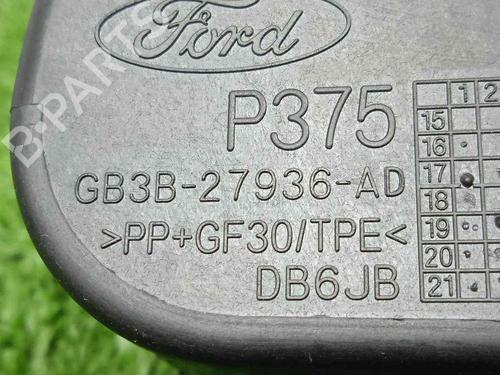 Ford
B-PARTS
P375
GB3B-27936-AD
>PP+GF30/TPE<
DB6JB
1 2
15
16
17
18
19
20
21